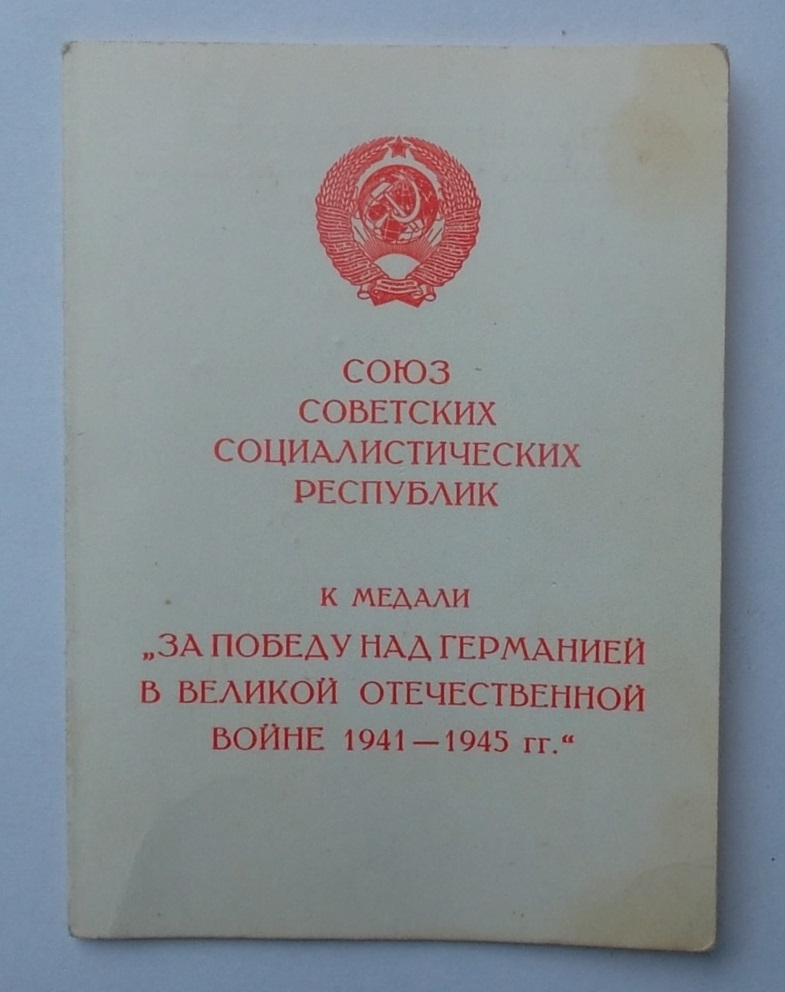 СОЮЗ
СОВЕТСКИХ
СОЦИАЛИСТИЧЕСКИХ
РЕСПУБЛИК
К МЕДАЛИ
„ЗА ПОБЕДУ НАД ГЕРМАНИЕЙ
В ВЕЛИКОЙ ОТЕЧЕСТВЕННОЙ
ВОЙНЕ 1941—1945 гг.“